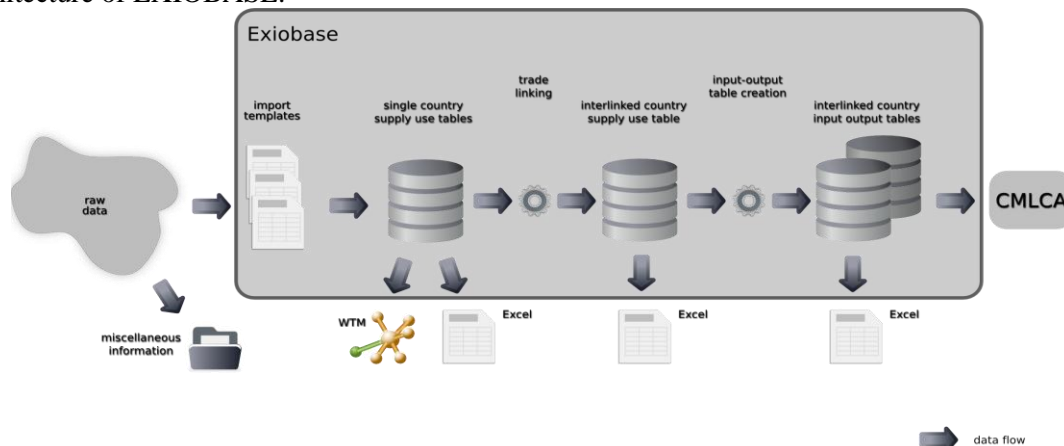 itecture of EXIOBASE.
Exiobase
import
templates
single country
supply use tables
trade
linking
interlinked country
supply use table
input-output
table creation
interlinked country
input output tables
raw
data
CMLCA
miscellaneous
information
WTM
Excel
Excel
Excel
data flow